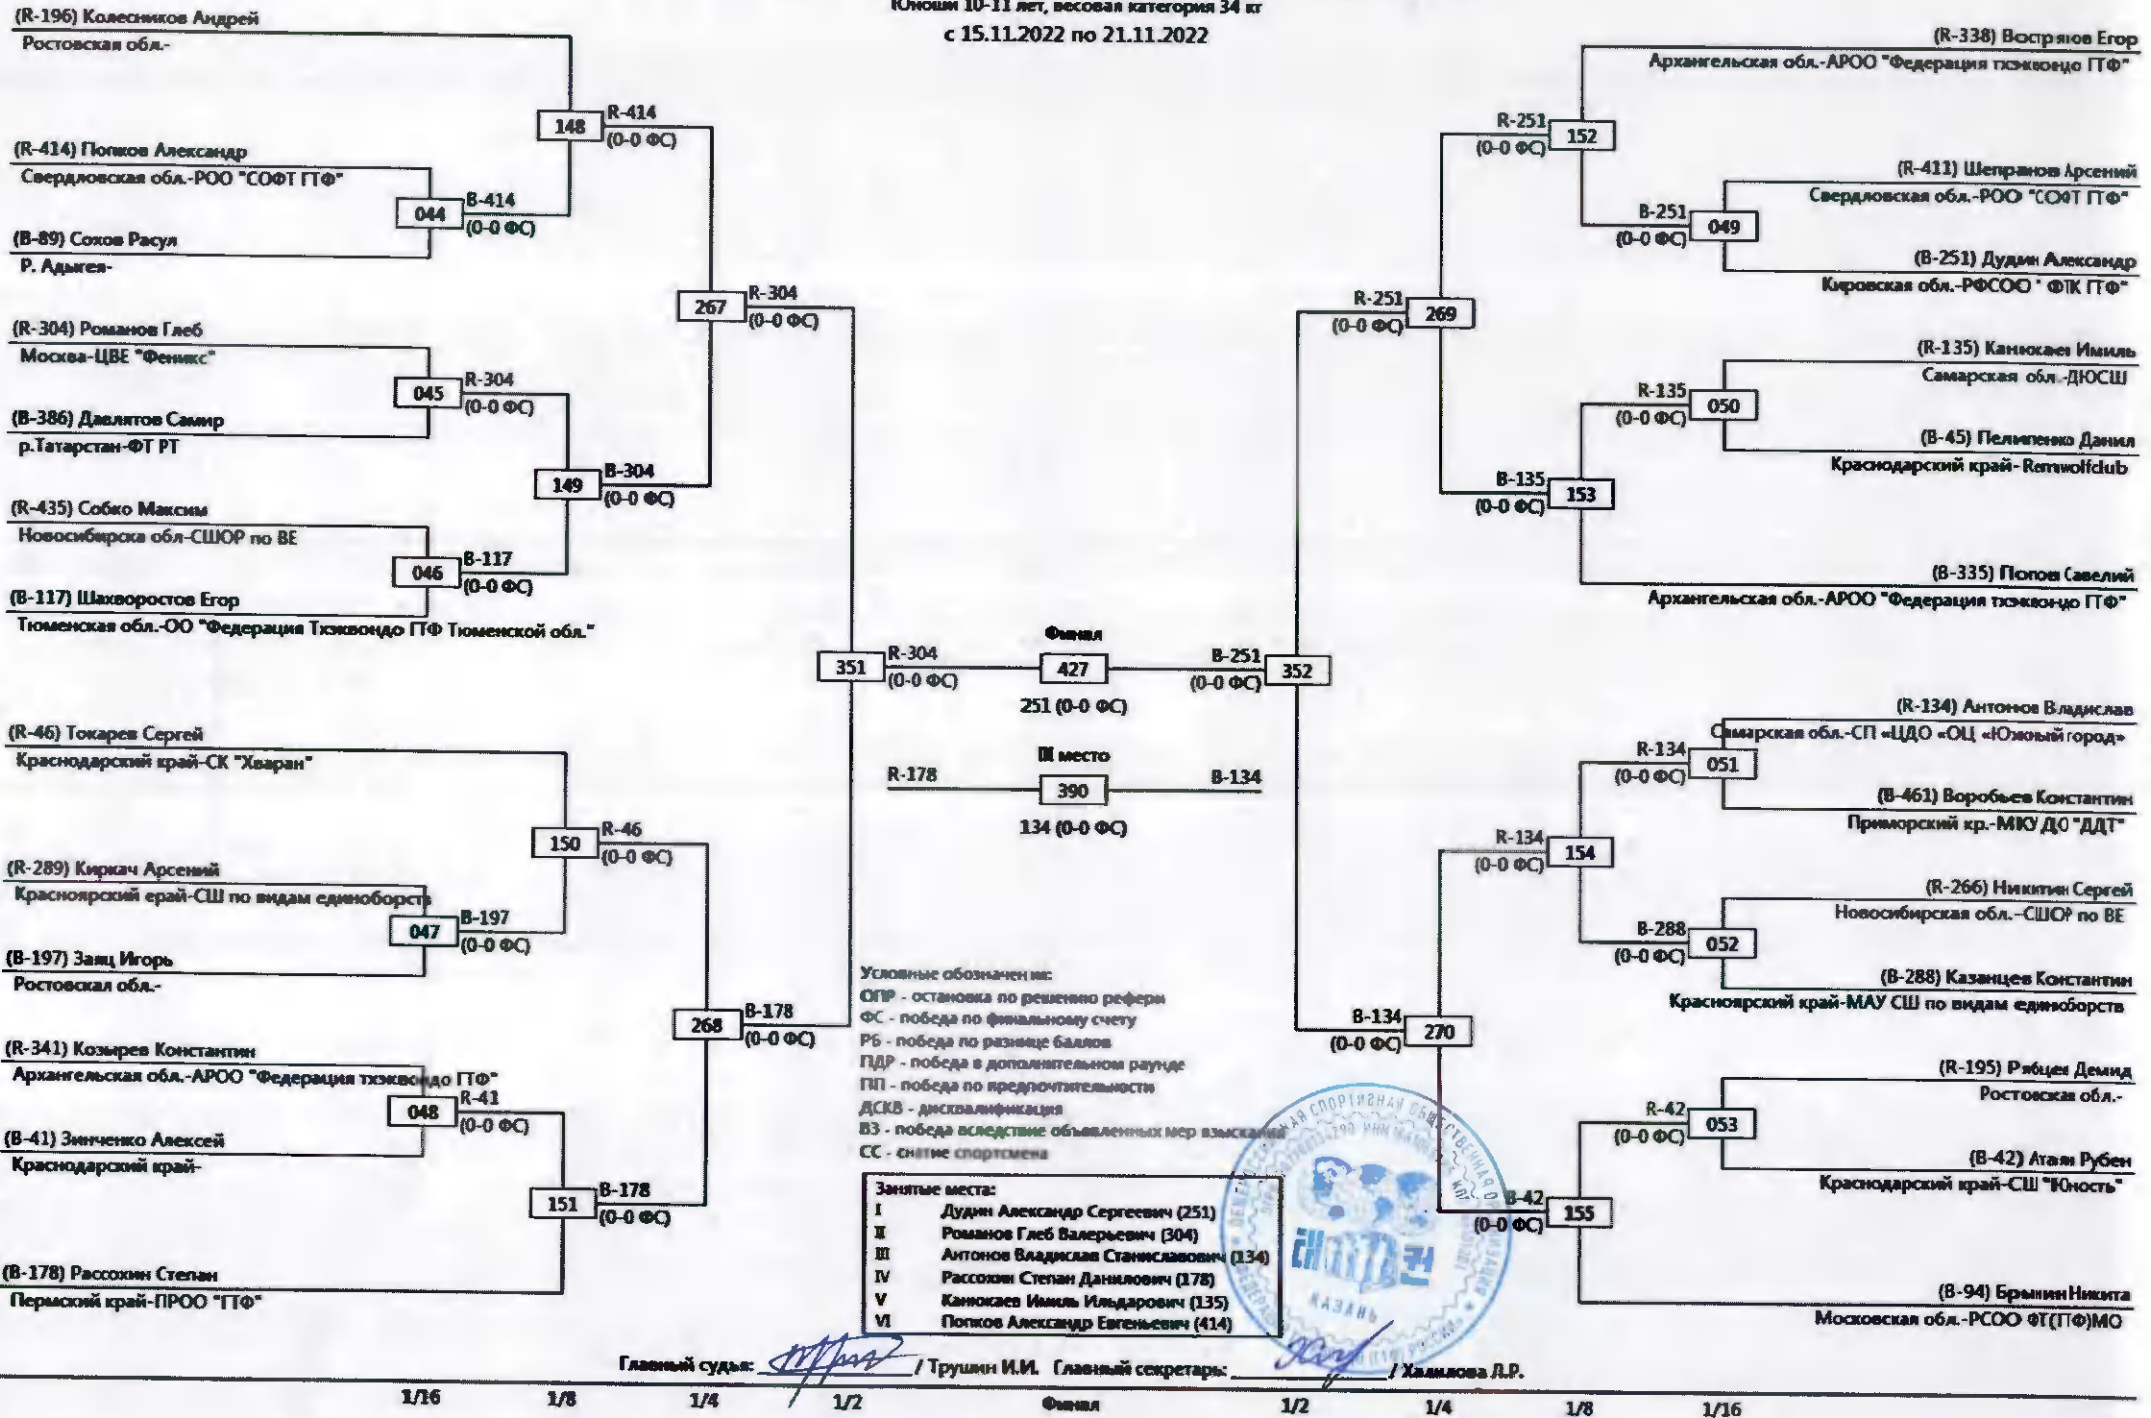 Юноши 10-11 лет, весовая категория 34 кг
с 15.11.2022 по 21.11.2022
(R-196) Колесников Андрей
Ростовская обл.-
148
R-414
(0-0 ФС)
(R-414) Попков Александр
Свердловская обл.-РОО "СОФТ ГТФ"
044
B-414
(0-0 ФС)
(B-89) Сохов Расул
Р. Адыгея-
267
R-304
(0-0 ФС)
(R-304) Романов Глеб
Москва-ЦВЕ "Феникс"
045
R-304
(0-0 ФС)
(B-386) Давлятов Самир
р.Татарстан-ФТ РТ
149
B-304
(0-0 ФС)
(R-435) Собко Максим
Новосибирска обл-СШОР по ВЕ
046
B-117
(0-0 ФС)
(B-117) Шахворостов Егор
Тюменская обл.-ОО "Федерация Тхэквондо ГТФ Тюменской обл."
351
R-304
(0-0 ФС)
(R-46) Токарев Сергей
Краснодарский край-СК "Хваран"
150
R-46
(0-0 ФС)
(R-289) Киркач Арсений
Красноярский ерай-СШ по видам единоборств
047
B-197
(0-0 ФС)
(B-197) Заяц Игорь
Ростовская обл.-
268
B-178
(0-0 ФС)
(R-341) Козырев Константин
Архангельская обл.-АРОО "Федерация тхэквондо ГТФ"
048
R-41
(0-0 ФС)
(B-41) Зинченко Алексей
Краснодарский край-
151
B-178
(0-0 ФС)
(B-178) Рассохин Степан
Пермский край-ПРОО "ГТФ"
Финал
427
251 (0-0 ФС)
III место
R-178
390
B-134
134 (0-0 ФС)
B-251
(0-0 ФС)
352
(R-338) Востряков Егор
Архангельская обл.-АРОО "Федерация тхэквондо ГТФ"
R-251
(0-0 ФС)
152
(R-411) Шепранов Арсений
Свердловская обл.-РОО "СОФТ ГТФ"
B-251
(0-0 ФС)
049
(B-251) Дудин Александр
Кировская обл.-РФСОО "ФТК ГТФ"
R-251
(0-0 ФС)
269
(R-135) Канюкаев Имиль
Самарская обл.-ДЮСШ
R-135
(0-0 ФС)
050
(B-45) Пелипенко Данил
Краснодарский край-Remwolfclub
B-135
(0-0 ФС)
153
(B-335) Попов Савелий
Архангельская обл.-АРОО "Федерация тхэквондо ГТФ"
(R-134) Антонов Владислав
Самарская обл.-СП «ЦДО «ОЦ «Южный город»
R-134
(0-0 ФС)
051
(B-461) Воробьев Константин
Приморский кр.-МКУ ДО "ДДТ"
R-134
(0-0 ФС)
154
(R-266) Никитин Сергей
Новосибирская обл.-СШОР по ВЕ
B-288
(0-0 ФС)
052
(B-288) Казанцев Константин
Красноярский край-МАУ СШ по видам единоборств
B-134
(0-0 ФС)
270
(R-195) Рябцев Демид
Ростовская обл.-
R-42
(0-0 ФС)
053
(B-42) Атаян Рубен
Краснодарский край-СШ "Юность"
B-42
(0-0 ФС)
155
(B-94) Брыкин Никита
Московская обл.-РСОО ФТ(ГТФ)МО
Условные обозначения:
ОПР - остановка по решению рефери
ФС - победа по финальному счету
РБ - победа по разнице баллов
ПДР - победа в дополнительном раунде
ПП - победа по предпочтительности
ДСКВ - дисквалификация
ВЗ - победа вследствие объявленных мер взыскания
СС - снятие спортсмена
Занятые места:
I Дудин Александр Сергеевич (251)
II Романов Глеб Валерьевич (304)
III Антонов Владислав Станиславович (134)
IV Рассохин Степан Данилович (178)
V Канюкаев Имиль Ильдарович (135)
VI Попков Александр Евгеньевич (414)
КАЗАНЬ
Главный судья: / Трушин И.И. Главный секретарь: / Халилова Л.Р.
1/16 1/8 1/4 1/2 Финал 1/2 1/4 1/8 1/16